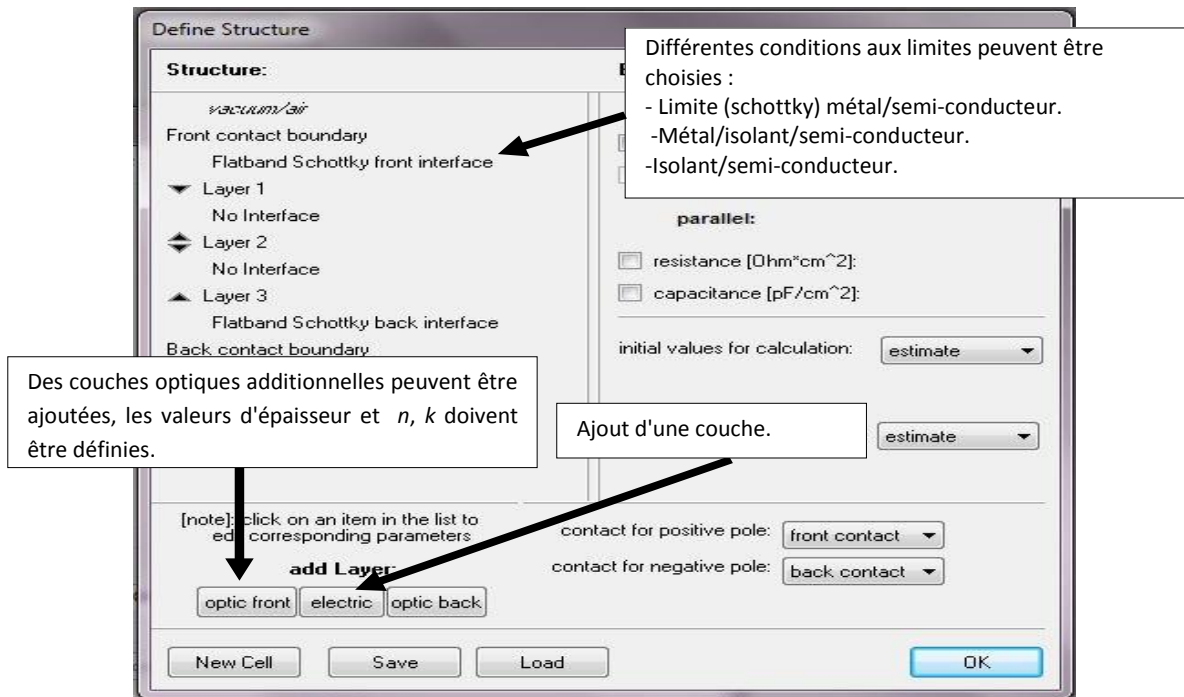 Define Structure
Différentes conditions aux limites peuvent être
choisies :
- Limite (schottky) métal/semi-conducteur.
-Métal/isolant/semi-conducteur.
-Isolant/semi-conducteur.
Structure:
vacuum/air
Front contact boundary
Flatband Schottky front interface
Layer 1
No Interface
Layer 2
No Interface
Layer 3
Flatband Schottky back interface
Back contact boundary
parallel:
resistance [Ohm*cm^2]:
capacitance [pF/cm^2]:
initial values for calculation: estimate
estimate
Des couches optiques additionnelles peuvent être
ajoutées, les valeurs d'épaisseur et n, k doivent
être définies.
Ajout d'une couche.
[note]: click on an item in the list to
corresponding parameters
add Layer:
optic front electric optic back
contact for positive pole: front contact
contact for negative pole: back contact
New Cell Save Load OK